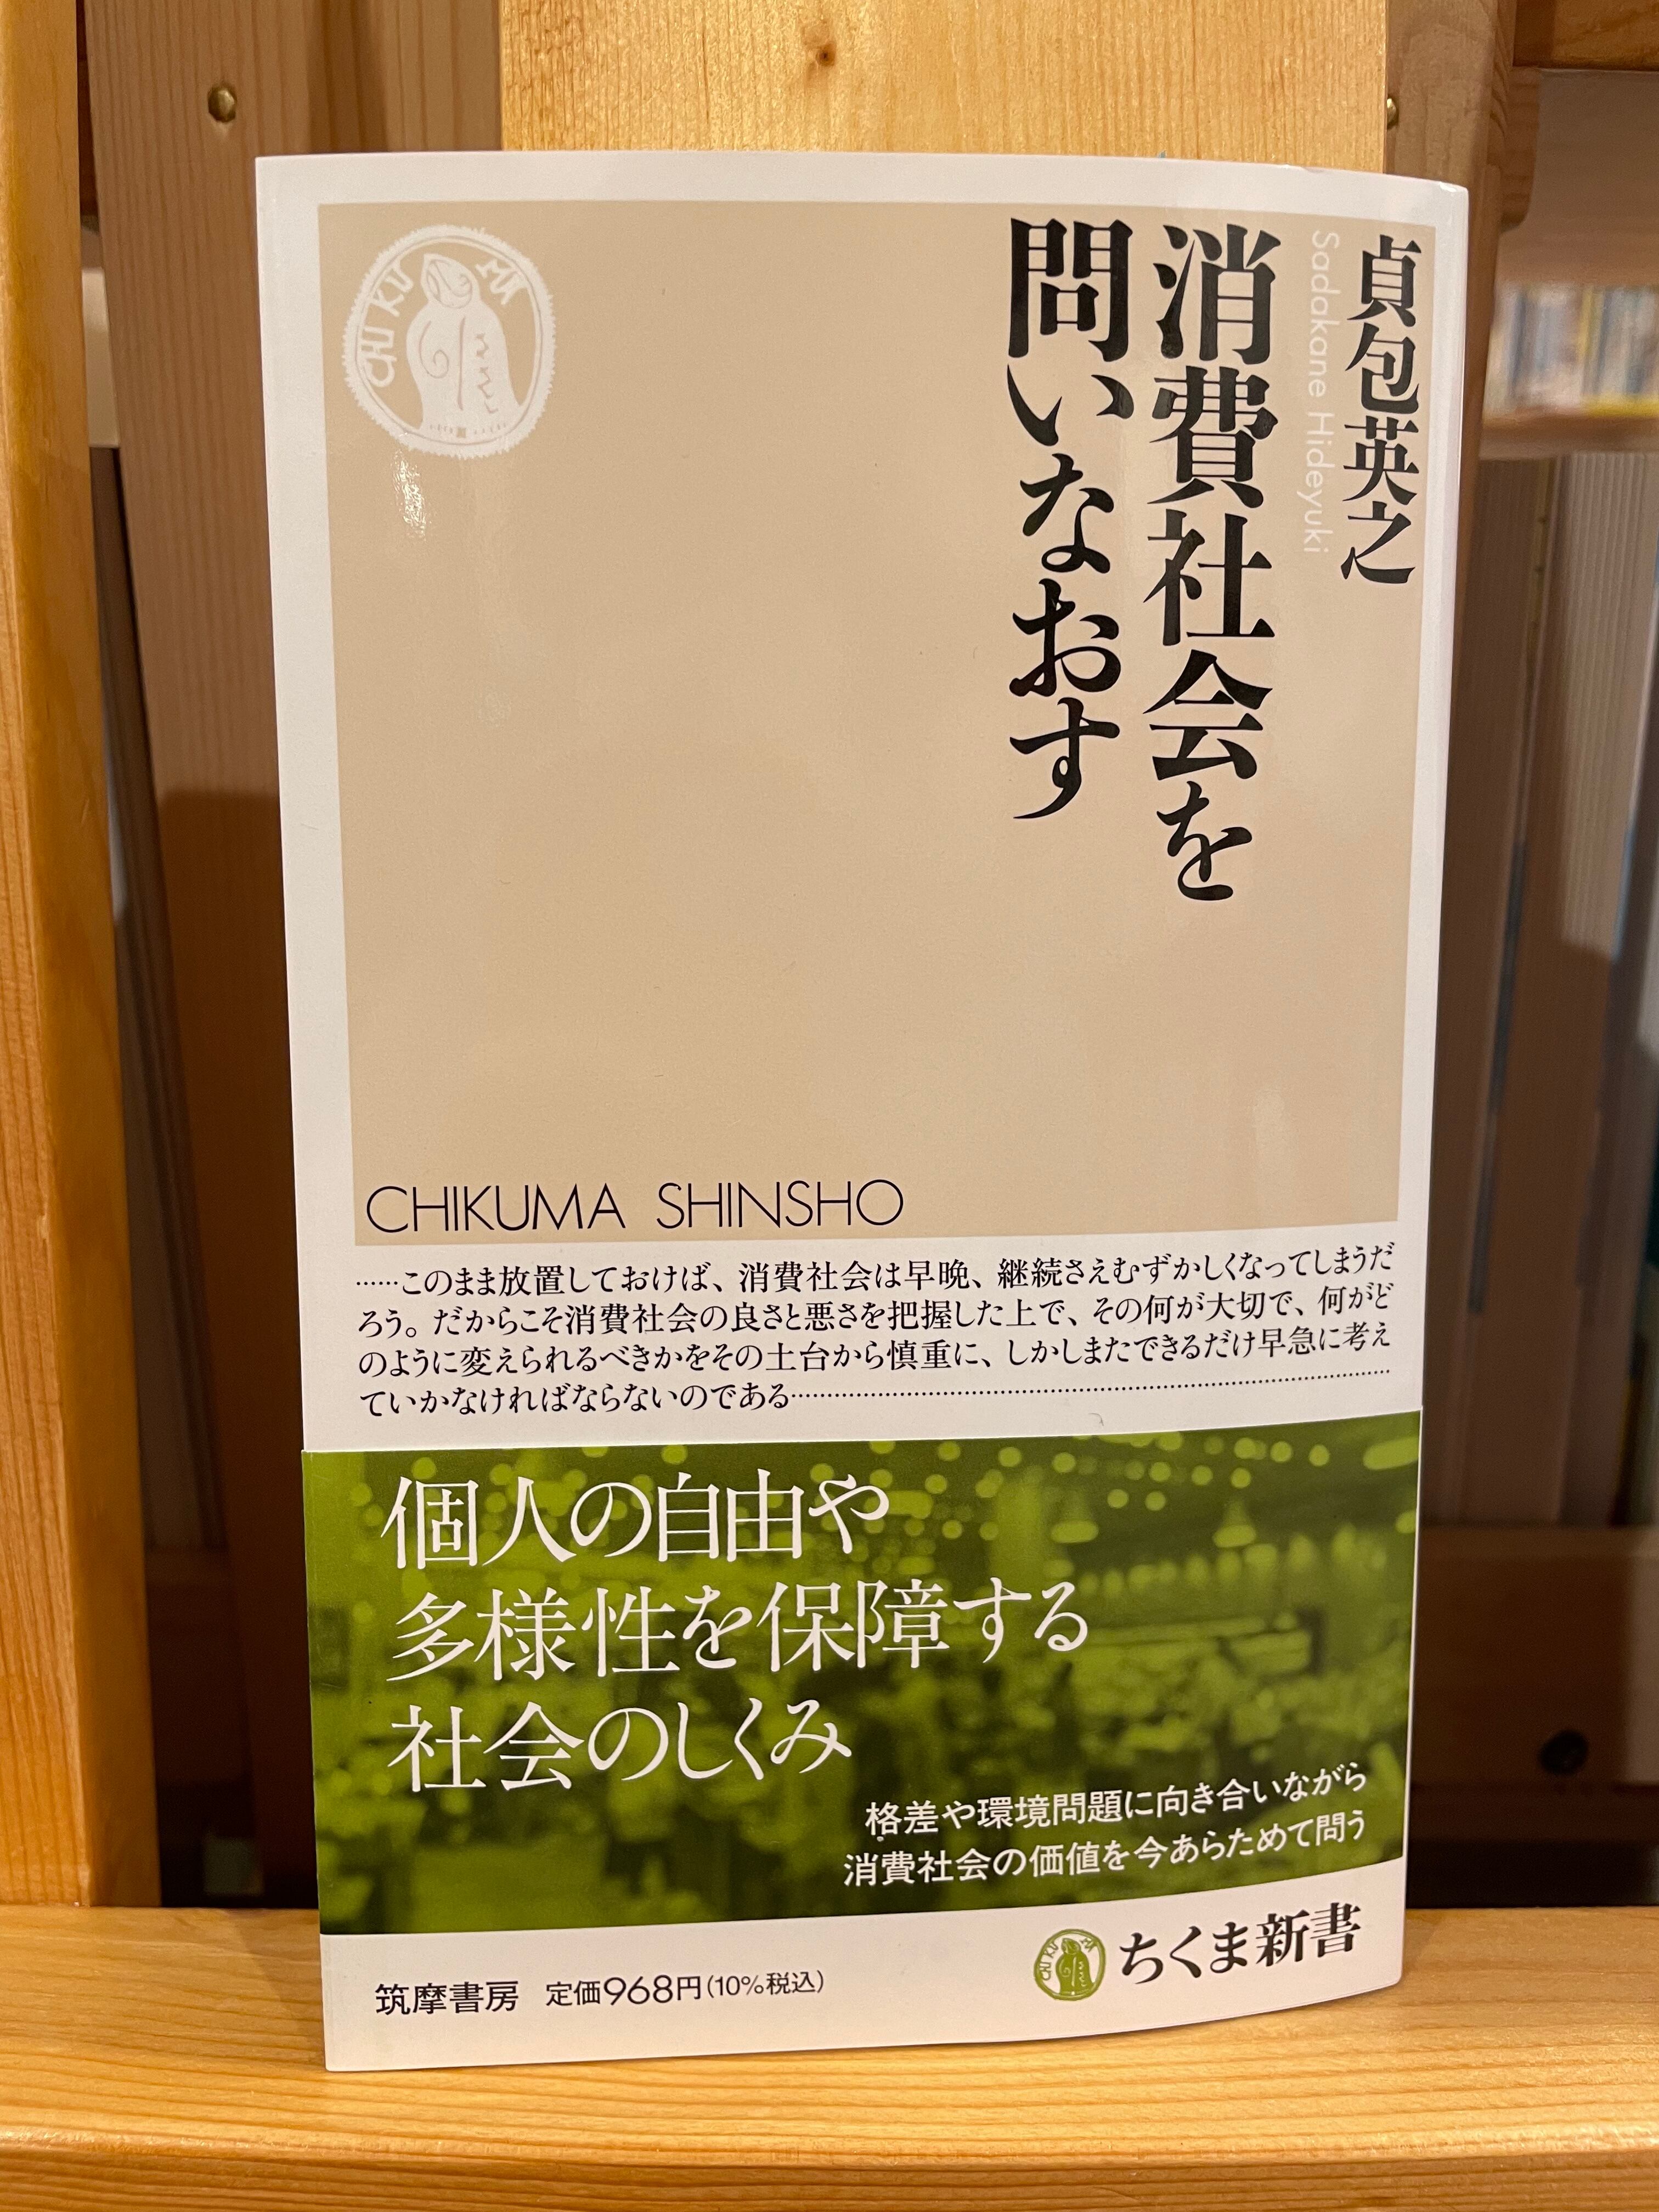 貞包英之
Sadakane Hideyuki
消費社会を
問いなおす
CHIKUMA
CHIKUMA SHINSHO
……このまま放置しておけば、消費社会は早晩、継続さえむずかしくなってしまうだ
ろう。だからこそ消費社会の良さと悪さを把握した上で、その何が大切で、何がど
のように変えられるべきかをその土台から慎重に、しかしまたできるだけ早急に考え
ていかなければならないのである……
個人の自由や
多様性を保障する
社会のしくみ
格差や環境問題に向き合いながら
消費社会の価値を今あらためて問う
筑摩書房 定価968円(10%税込)
CHIKUMA
ちくま新書